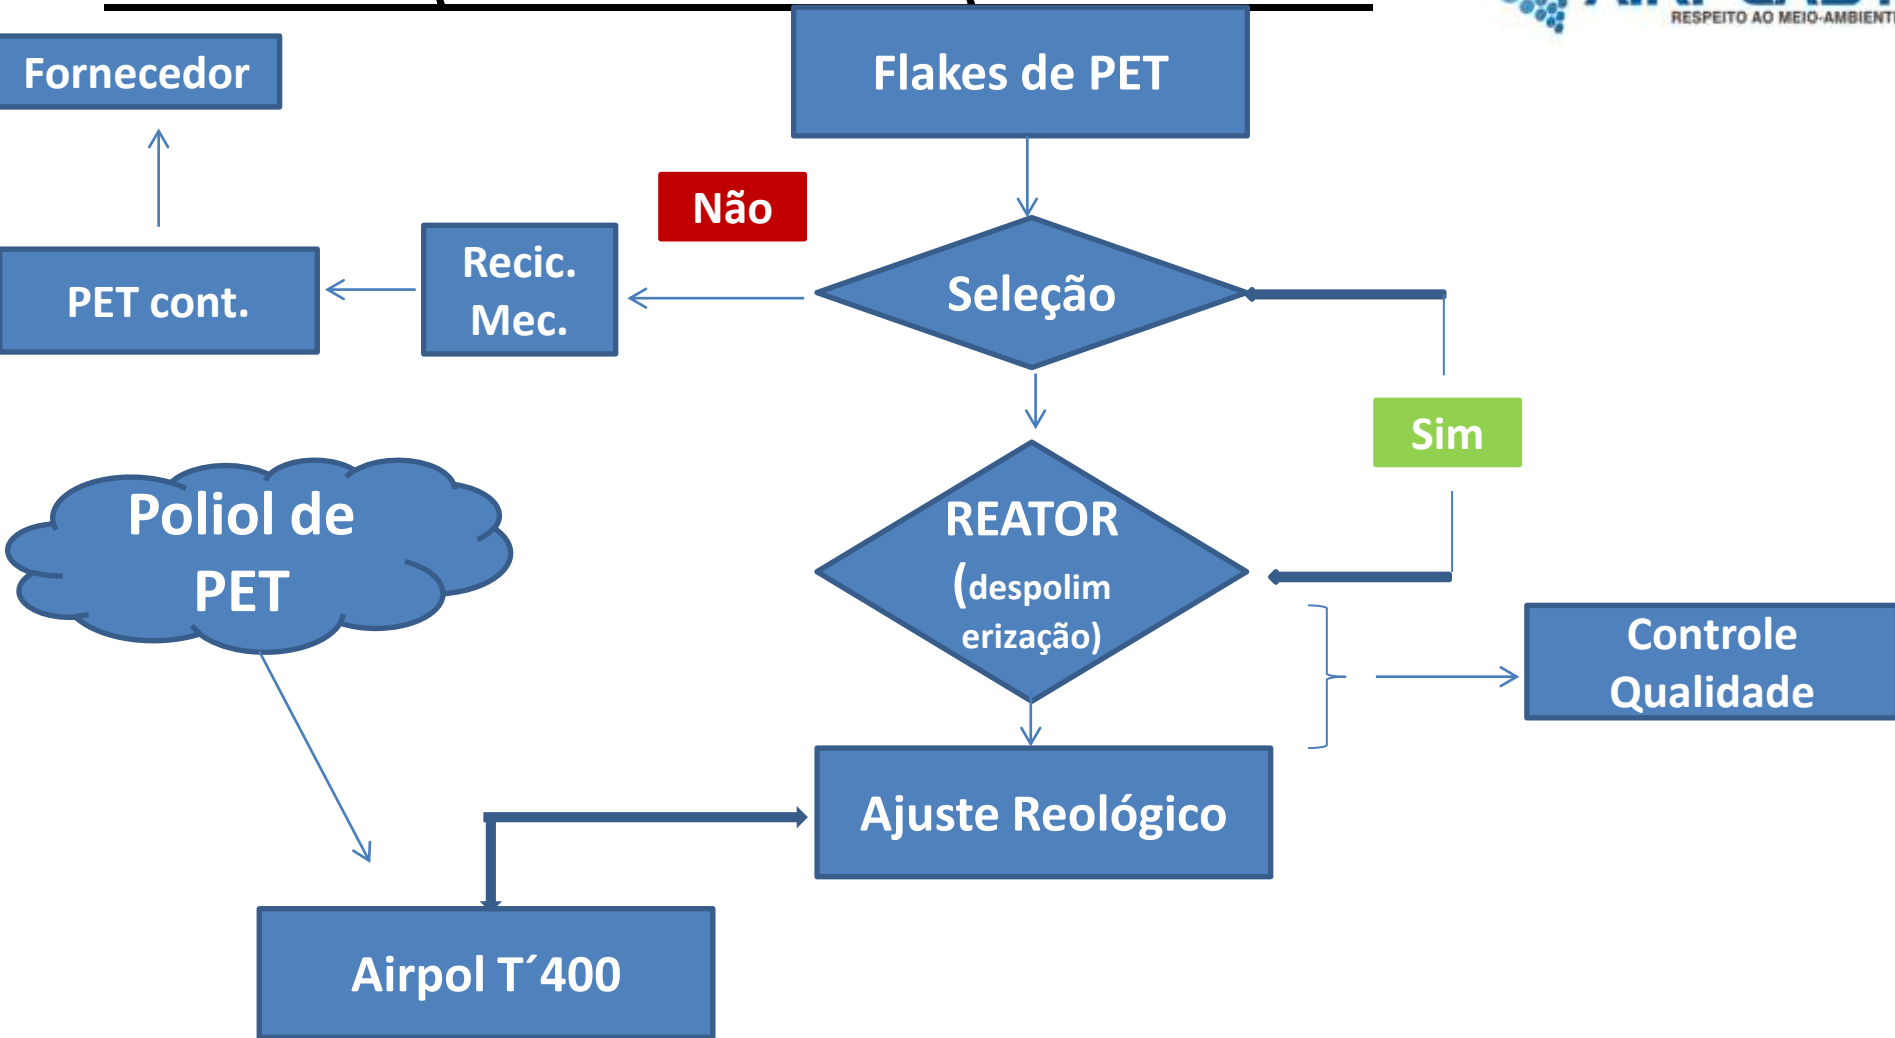 RESPEITO AO MEIO-AMBIENTE
Fornecedor
Flakes de PET
Não
Recic.
Mec.
PET cont.
Seleção
Sim
Poliol de
PET
REATOR
(despolim
erização)
Controle
Qualidade
Ajuste Reológico
Airpol T´400